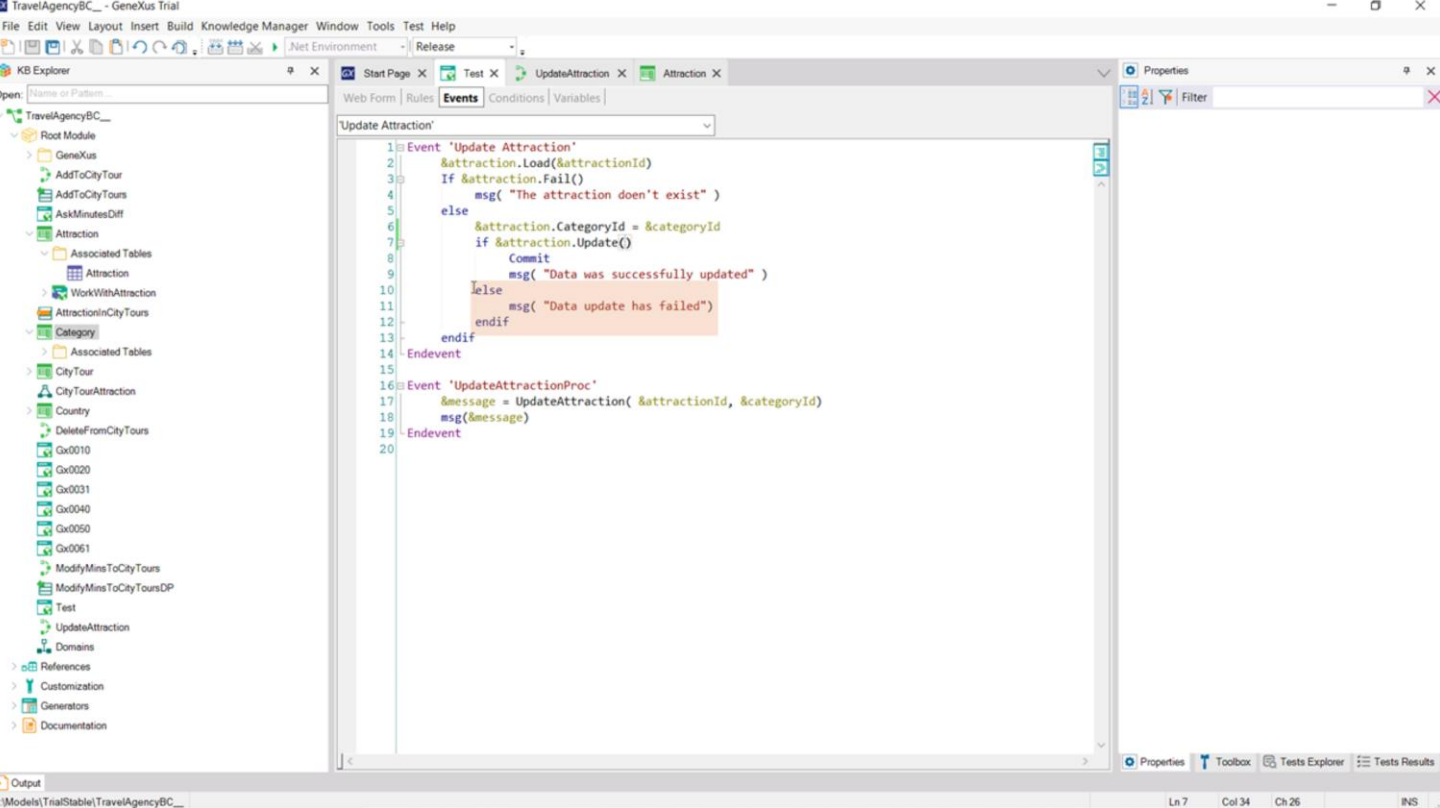 TravelAgencyBC__ - GeneXus Trial
File Edit View Layout Insert Build Knowledge Manager Window Tools Test Help
.Net Environment Release
KB Explorer
Open: Name or Pattern...
TravelAgencyBC__
Root Module
GeneXus
AddToCityTour
AddToCityTours
AskMinutesDiff
Attraction
Associated Tables
Attraction
WorkWithAttraction
AttractionInCityTours
Category
Associated Tables
CityTour
CityTourAttraction
Country
DeleteFromCityTours
Gx0010
Gx0020
Gx0031
Gx0040
Gx0050
Gx0061
ModifyMinsToCityTours
ModifyMinsToCityToursDP
Test
UpdateAttraction
Domains
References
Customization
Generators
Documentation
Output
Start Page Test UpdateAttraction Attraction
Web Form Rules Events Conditions Variables
'Update Attraction'
1 Event 'Update Attraction'
2 &attraction.Load(&attractionId)
3 If &attraction.Fail()
4 msg( "The attraction doen't exist" )
5 else
6 &attraction.CategoryId = &categoryId
7 if &attraction.Update()
8 Commit
9 msg( "Data was successfully updated" )
10 else
11 msg( "Data update has failed")
12 endif
13 endif
14 Endevent
15
16 Event 'UpdateAttractionProc'
17 &message = UpdateAttraction( &attractionId, &categoryId)
18 msg(&message)
19 Endevent
20
Properties
Filter
Properties Toolbox Tests Explorer Tests Results
:\Models\TrialStable\TravelAgencyBC__ Ln 7 Col 34 Ch 26 INS